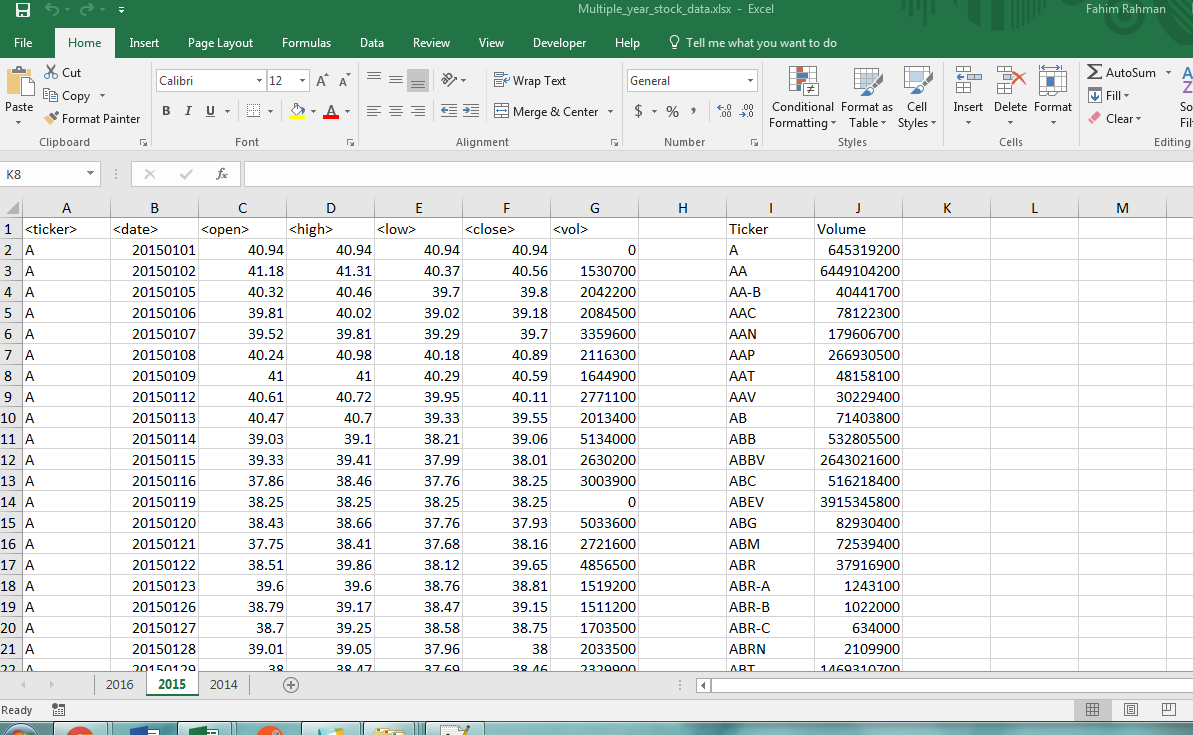 Multiple_year_stock_data.xlsx - Excel Fahim Rahman
File Home Insert Page Layout Formulas Data Review View Developer Help Tell me what you want to do
Cut Calibri 12 A A Wrap Text General AutoSum
Paste Copy Conditional Formatting Format as Table Cell Styles Insert Delete Format Fill
Format Painter B I U A Merge & Center $ % , .00 .0 Clear
Clipboard Font Alignment Number Styles Cells Editing
K8 fx
A B C D E F G H I J K L M
1 <ticker> <date> <open> <high> <low> <close> <vol> Ticker Volume
2 A 20150101 40.94 40.94 40.94 40.94 0 A 645319200
3 A 20150102 41.18 41.31 40.37 40.56 1530700 AA 6449104200
4 A 20150105 40.32 40.46 39.7 39.8 2042200 AA-B 40441700
5 A 20150106 39.81 40.02 39.02 39.18 2084500 AAC 78122300
6 A 20150107 39.52 39.81 39.29 39.7 3359600 AAN 179606700
7 A 20150108 40.24 40.98 40.18 40.89 2116300 AAP 266930500
8 A 20150109 41 41 40.29 40.59 1644900 AAT 48158100
9 A 20150112 40.61 40.72 39.95 40.11 2771100 AAV 30229400
10 A 20150113 40.47 40.7 39.33 39.55 2013400 AB 71403800
11 A 20150114 39.03 39.1 38.21 39.06 5134000 ABB 532805500
12 A 20150115 39.33 39.41 37.99 38.01 2630200 ABBV 2643021600
13 A 20150116 37.86 38.46 37.76 38.25 3003900 ABC 516218400
14 A 20150119 38.25 38.25 38.25 38.25 0 ABEV 3915345800
15 A 20150120 38.43 38.66 37.76 37.93 5033600 ABG 82930400
16 A 20150121 37.75 38.41 37.68 38.16 2721600 ABM 72539400
17 A 20150122 38.51 39.86 38.12 39.65 4856500 ABR 37916900
18 A 20150123 39.6 39.6 38.76 38.81 1519200 ABR-A 1243100
19 A 20150126 38.79 39.17 38.47 39.15 1511200 ABR-B 1022000
20 A 20150127 38.7 39.25 38.58 38.75 1703500 ABR-C 634000
21 A 20150128 39.01 39.05 37.96 38 2033500 ABRN 2109900
22 A 20150129 38 38.47 37.69 38.46 2329900 ABT 1469310700
2016 2015 2014
Ready